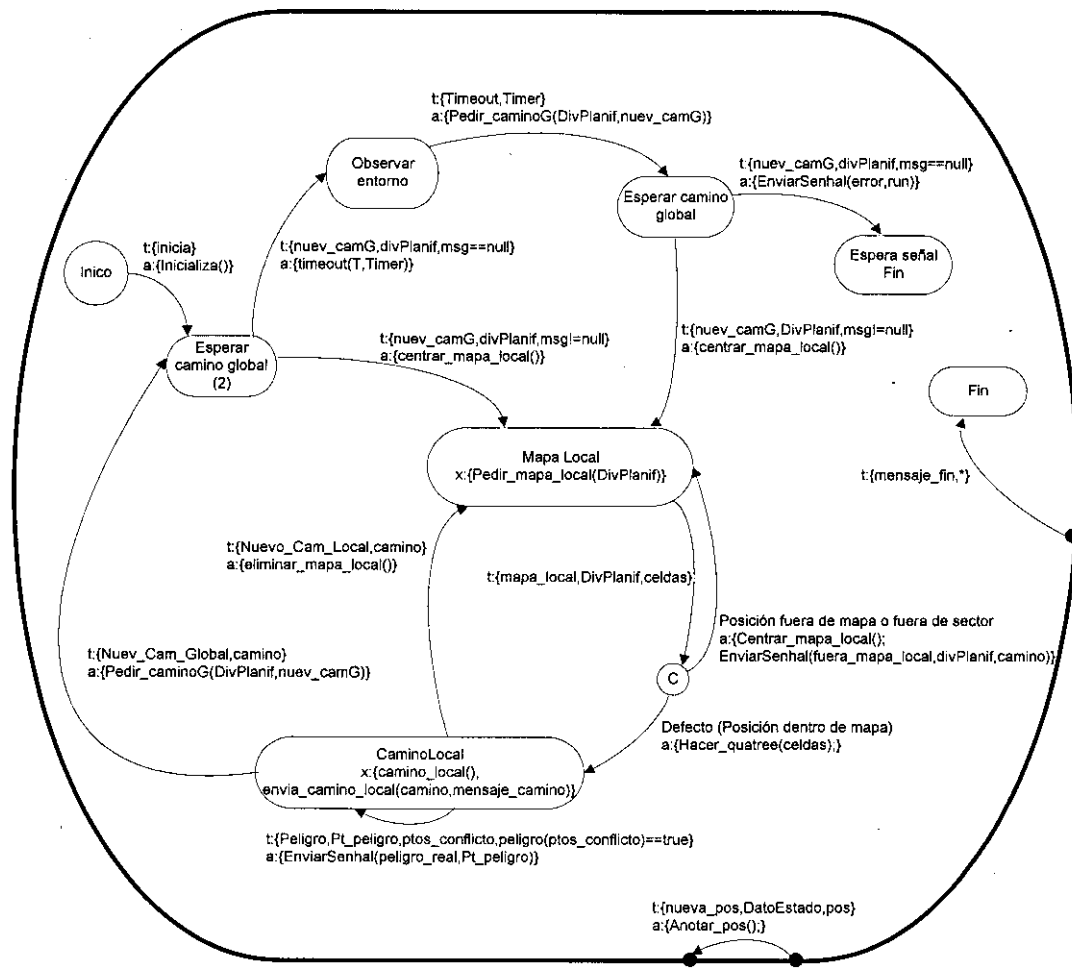 t:{Timeout,Timer}
a:{Pedir_caminoG(DivPlanif,nuev_camG)}
Observar
entorno
t:{nuev_camG,divPlanif,msg==null}
a:{EnviarSenhal(error,run)}
Esperar camino
global
t:{inicia}
a:{Inicializa()}
Inico
t:{nuev_camG,divPlanif,msg==null}
a:{timeout(T,Timer)}
Espera señal
Fin
Esperar
camino global
(2)
t:{nuev_camG,divPlanif,msg!=null}
a:{centrar_mapa_local()}
t:{nuev_camG,DivPlanif,msg!=null}
a:{centrar_mapa_local()}
Fin
Mapa Local
x:{Pedir_mapa_local(DivPlanif)}
t:{mensaje_fin,*}
t:{Nuevo_Cam_Local,camino}
a:{eliminar_mapa_local()}
t:{mapa_local,DivPlanif,celdas}
Posición fuera de mapa o fuera de sector
a:{Centrar_mapa_local();
EnviarSenhal(fuera_mapa_local,divPlanif,camino)}
t:{Nuev_Cam_Global,camino}
a:{Pedir_caminoG(DivPlanif,nuev_camG)}
C
Defecto (Posición dentro de mapa)
a:{Hacer_quatree(celdas);}
CaminoLocal
x:{camino_local(),
envia_camino_local(camino,mensaje_camino)}
t:{Peligro,Pt_peligro,ptos_conflicto,peligro(ptos_conflicto)==true}
a:{EnviarSenhal(peligro_real,Pt_peligro)}
t:{nueva_pos,DatoEstado,pos}
a:{Anotar_pos();}